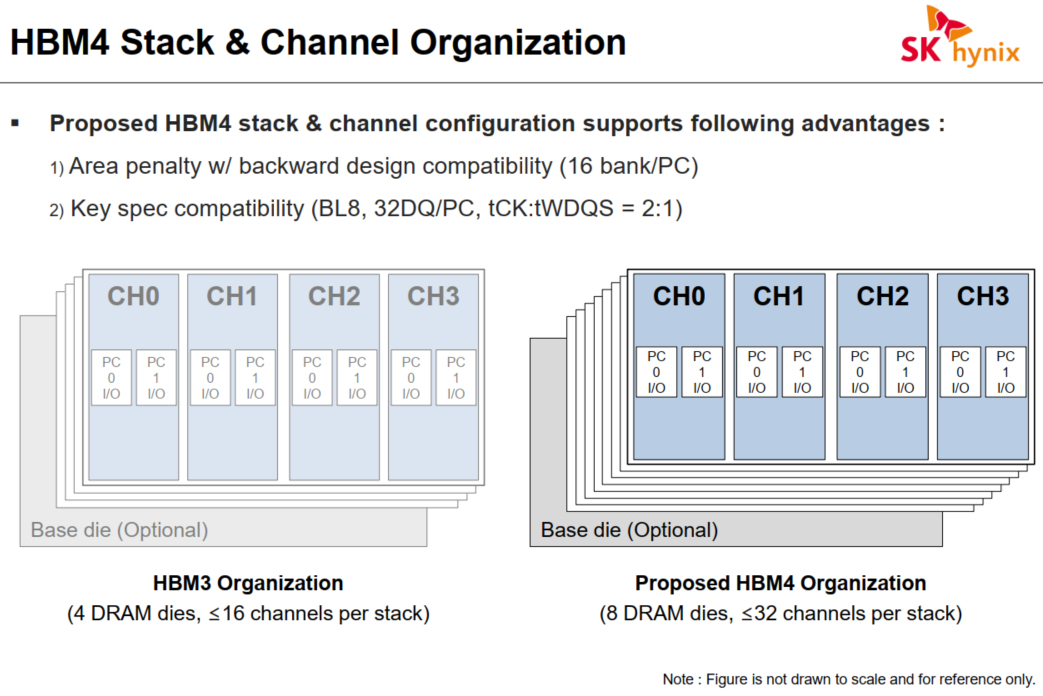 HBM4 Stack & Channel Organization
SK hynix
▪ Proposed HBM4 stack & channel configuration supports following advantages :
1) Area penalty w/ backward design compatibility (16 bank/PC)
2) Key spec compatibility (BL8, 32DQ/PC, tCK:tWDQS = 2:1)
CH0 CH1 CH2 CH3
PC PC PC PC PC PC PC PC
0 1 0 1 0 1 0 1
I/O I/O I/O I/O I/O I/O I/O I/O
Base die (Optional)
HBM3 Organization
(4 DRAM dies, ≤16 channels per stack)
CH0 CH1 CH2 CH3
PC PC PC PC PC PC PC PC
0 1 0 1 0 1 0 1
I/O I/O I/O I/O I/O I/O I/O I/O
Base die (Optional)
Proposed HBM4 Organization
(8 DRAM dies, ≤32 channels per stack)
Note : Figure is not drawn to scale and for reference only.